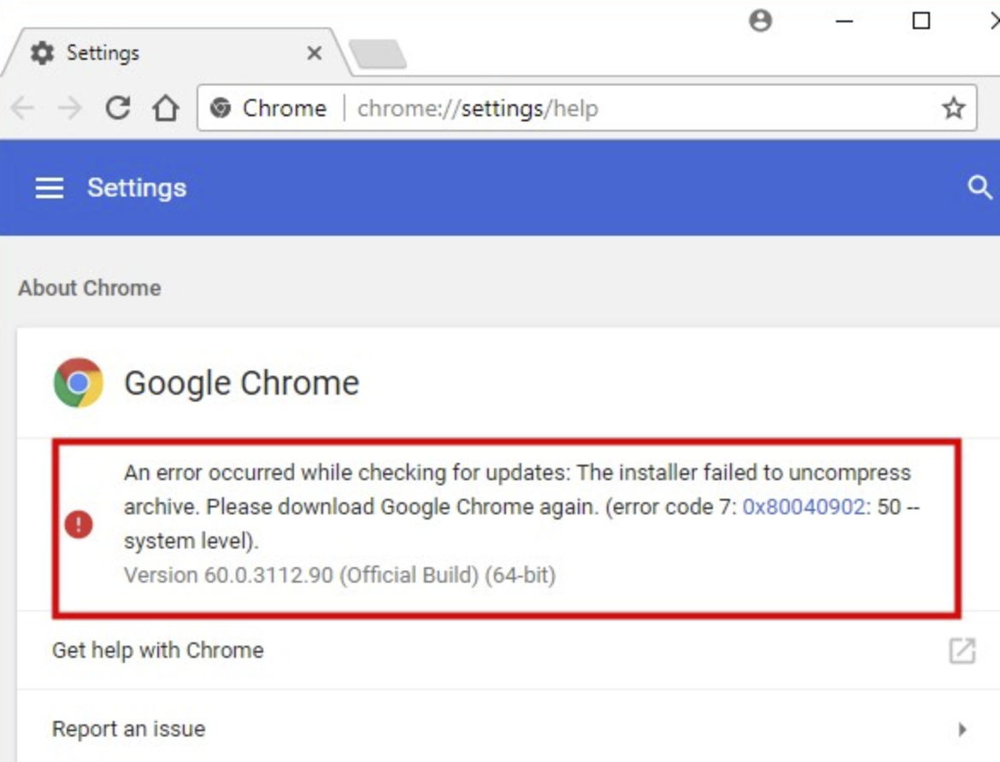 Settings
Chrome | chrome://settings/help
Settings
About Chrome
Google Chrome
An error occurred while checking for updates: The installer failed to uncompress
archive. Please download Google Chrome again. (error code 7: 0x80040902: 50 --
system level).
Version 60.0.3112.90 (Official Build) (64-bit)
Get help with Chrome
Report an issue